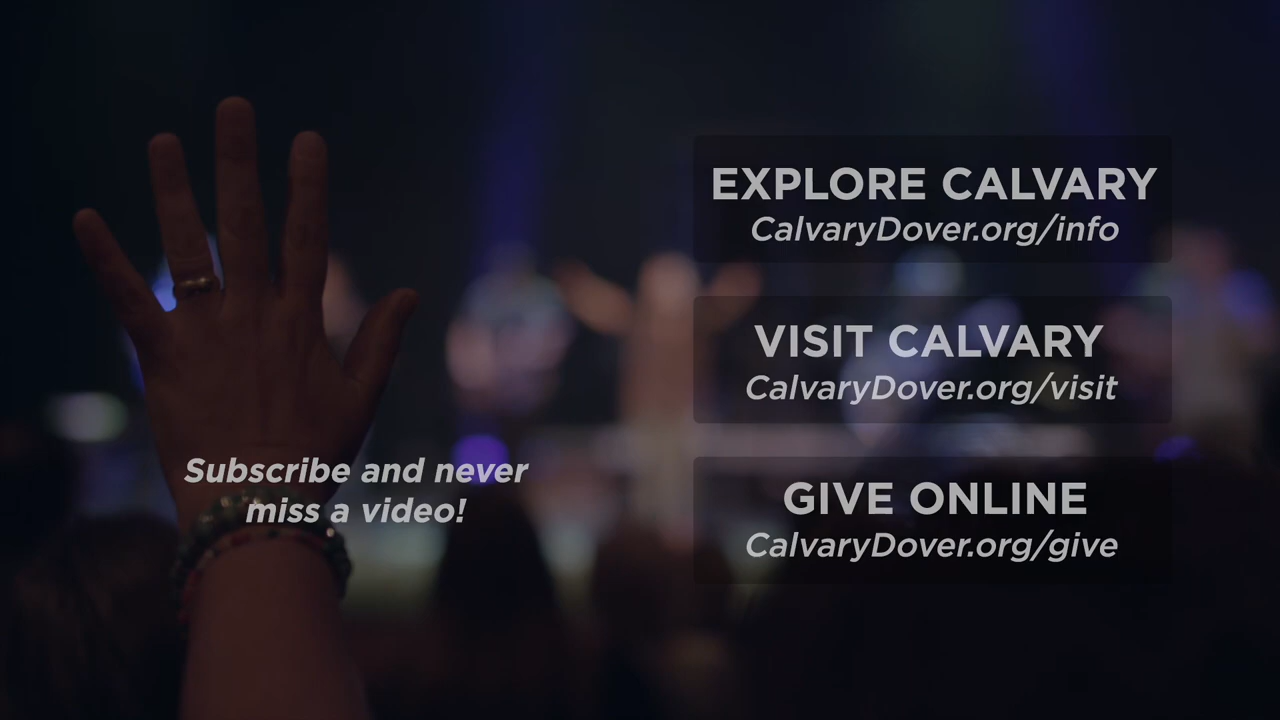 EXPLORE CALVARY
CalvaryDover.org/info
VISIT CALVARY
CalvaryDover.org/visit
GIVE ONLINE
CalvaryDover.org/give
Subscribe and never
miss a video!